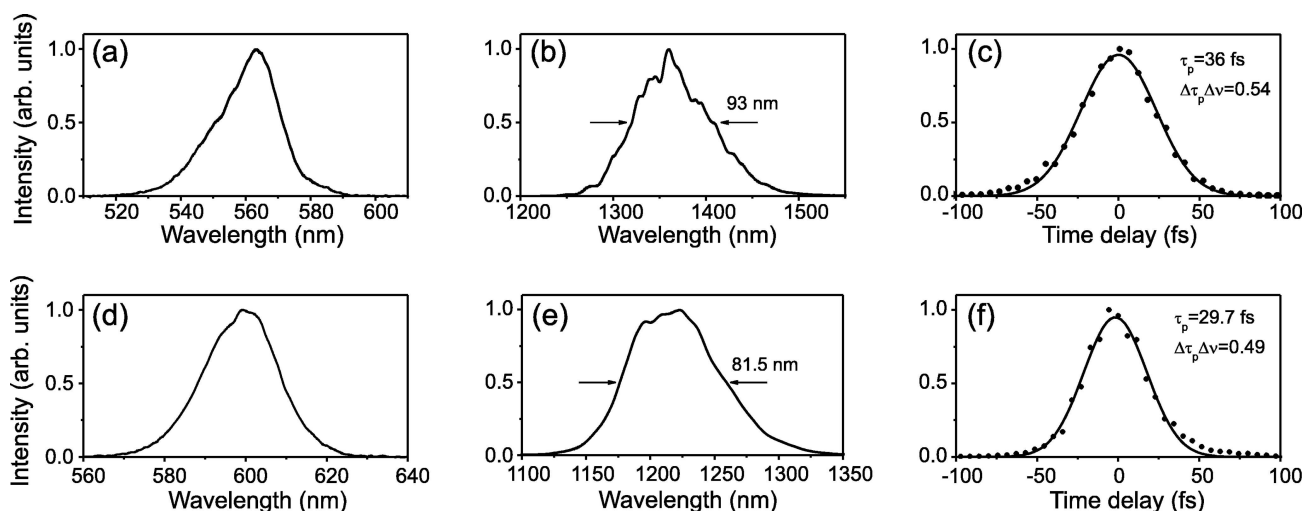 Intensity (arb. units)
(a)
1.0
0.5
0.0
520 540 560 580 600
Wavelength (nm)
(b)
93 nm
1.0
0.5
0.0
1200 1300 1400 1500
Wavelength (nm)
(c)
τp=36 fs
ΔτpΔν=0.54
1.0
0.5
0.0
-100 -50 0 50 100
Time delay (fs)
Intensity (arb. units)
(d)
1.0
0.5
0.0
560 580 600 620 640
Wavelength (nm)
(e)
81.5 nm
1.0
0.5
0.0
1100 1150 1200 1250 1300 1350
Wavelength (nm)
(f)
τp=29.7 fs
ΔτpΔν=0.49
1.0
0.5
0.0
-100 -50 0 50 100
Time delay (fs)